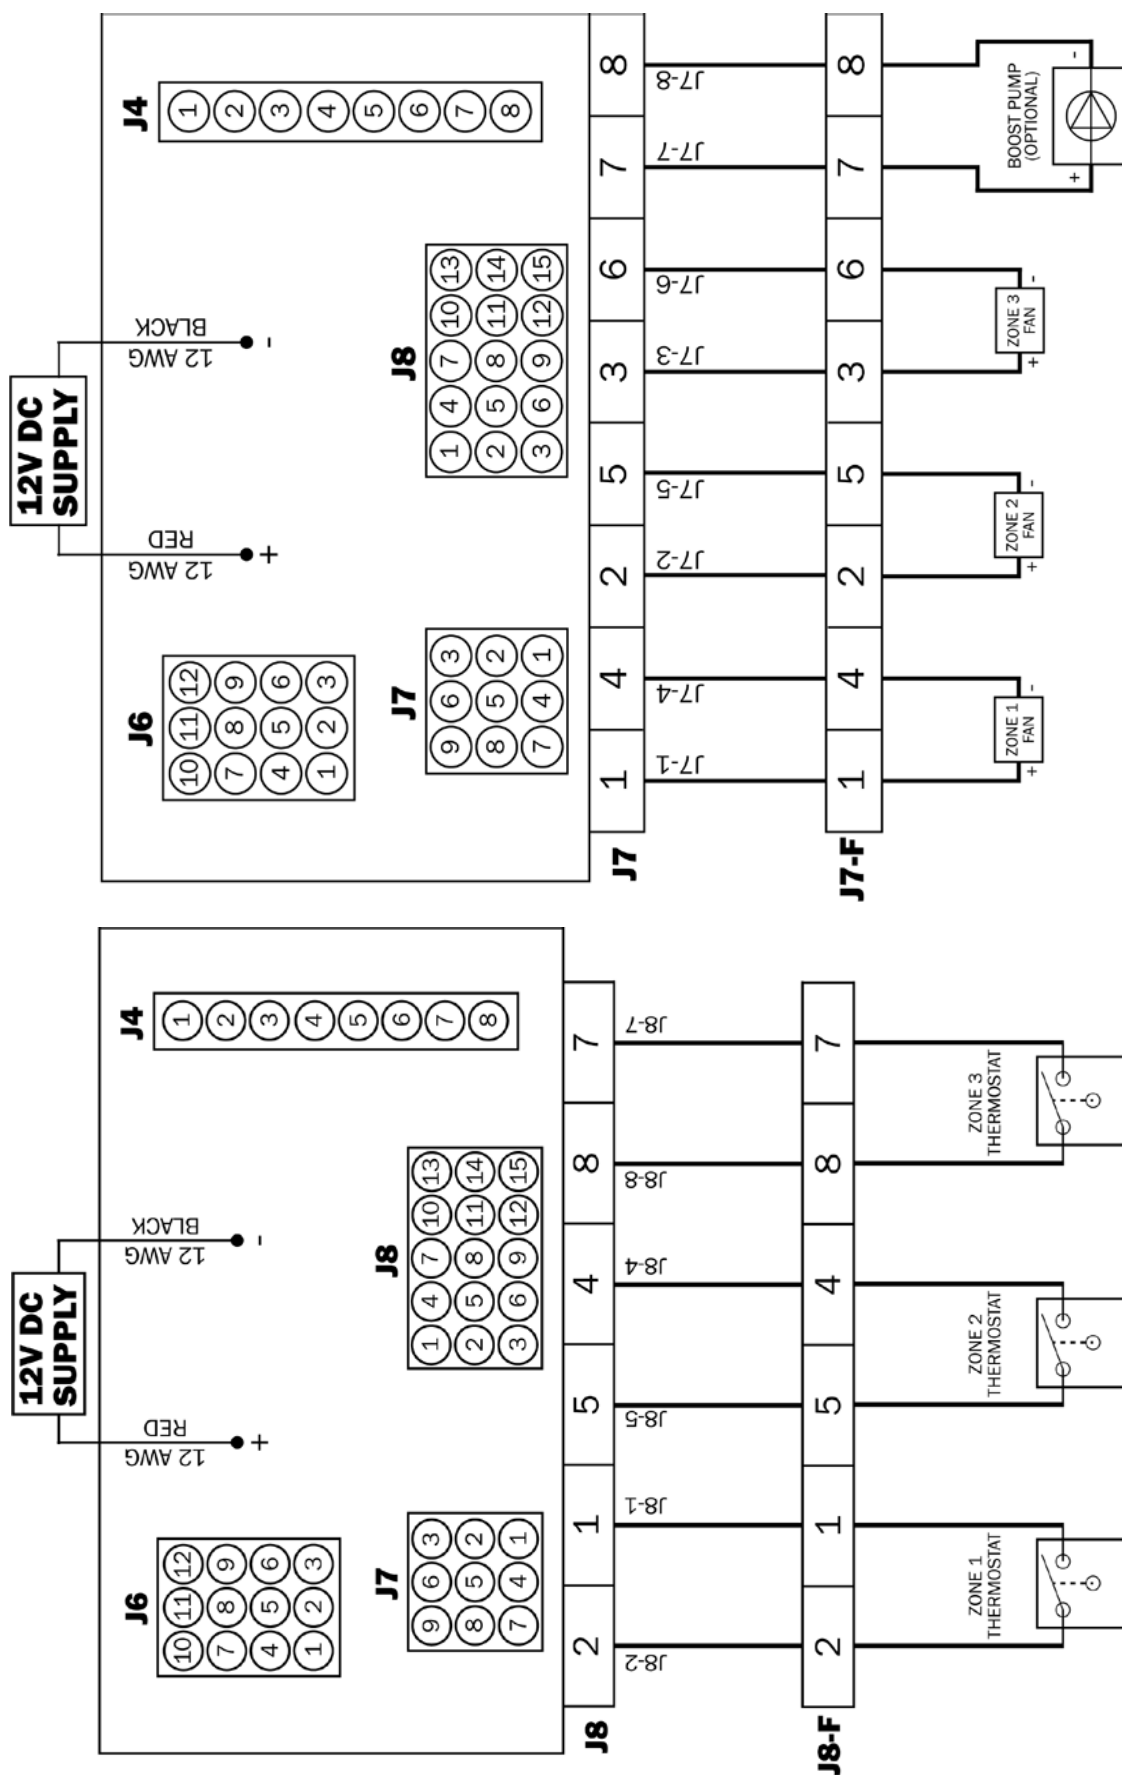 12V DC
SUPPLY
12 AWG
RED
12 AWG
BLACK
+
-
J6
10 11 12
7 8 9
4 5 6
1 2 3
J4
1
2
3
4
5
6
7
8
J7
9 6 3
8 5 2
7 4 1
J8
1 4 7 10 13
2 5 8 11 14
3 6 9 12 15
J8 2 1 5 4 8 7
J8-2 J8-1 J8-5 J8-4 J8-8 J8-7
J8-F 2 1 5 4 8 7
ZONE 1
THERMOSTAT
ZONE 2
THERMOSTAT
ZONE 3
THERMOSTAT
12V DC
SUPPLY
12 AWG
RED
12 AWG
BLACK
+
-
J6
10 11 12
7 8 9
4 5 6
1 2 3
J4
1
2
3
4
5
6
7
8
J7
9 6 3
8 5 2
7 4 1
J8
1 4 7 10 13
2 5 8 11 14
3 6 9 12 15
J7 1 4 2 5 3 6 7 8
J7-1 J7-4 J7-2 J7-5 J7-3 J7-6 J7-7 J7-8
J7-F 1 4 2 5 3 6 7 8
+ ZONE 1 -
FAN
+ ZONE 2 -
FAN
+ ZONE 3 -
FAN
BOOST PUMP
(OPTIONAL)
+ -